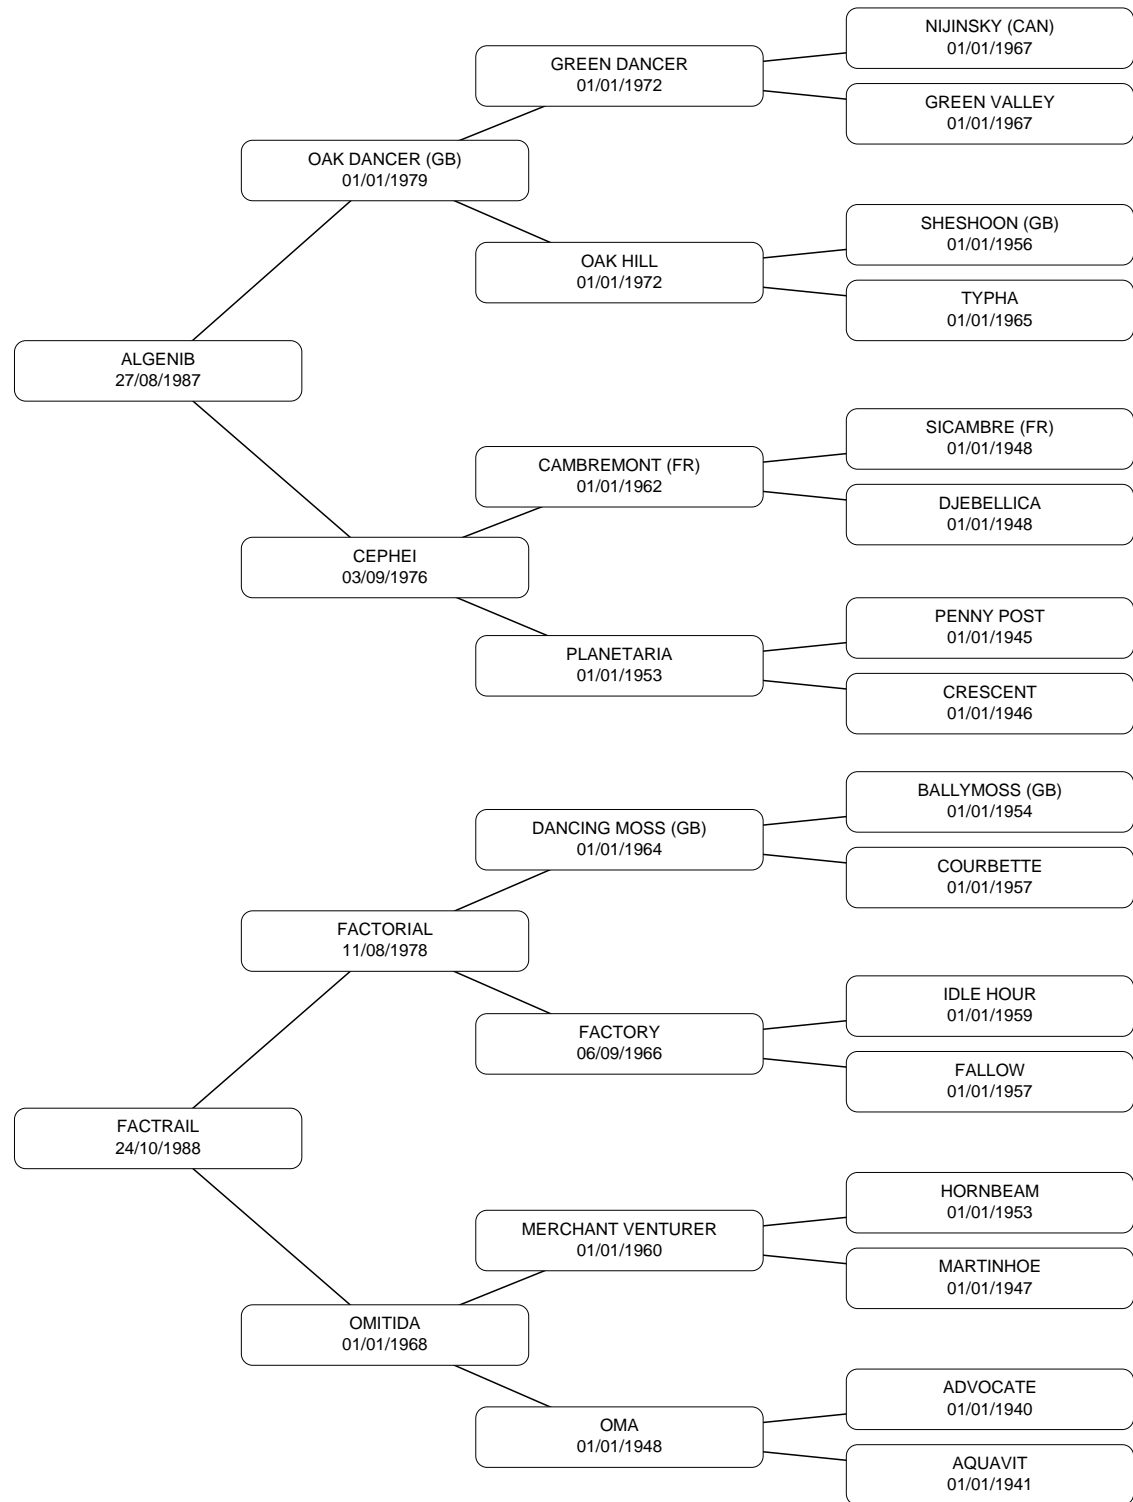 NIJINSKY (CAN)
01/01/1967
GREEN DANCER
01/01/1972
GREEN VALLEY
01/01/1967
OAK DANCER (GB)
01/01/1979
SHESHOON (GB)
01/01/1956
OAK HILL
01/01/1972
TYPHA
01/01/1965
ALGENIB
27/08/1987
SICAMBRE (FR)
01/01/1948
CAMBREMONT (FR)
01/01/1962
DJEBELLICA
01/01/1948
CEPHEI
03/09/1976
PENNY POST
01/01/1945
PLANETARIA
01/01/1953
CRESCENT
01/01/1946
BALLYMOSS (GB)
01/01/1954
DANCING MOSS (GB)
01/01/1964
COURBETTE
01/01/1957
FACTORIAL
11/08/1978
IDLE HOUR
01/01/1959
FACTORY
06/09/1966
FALLOW
01/01/1957
FACTRAIL
24/10/1988
HORNBEAM
01/01/1953
MERCHANT VENTURER
01/01/1960
MARTINHOE
01/01/1947
OMITIDA
01/01/1968
ADVOCATE
01/01/1940
OMA
01/01/1948
AQUAVIT
01/01/1941